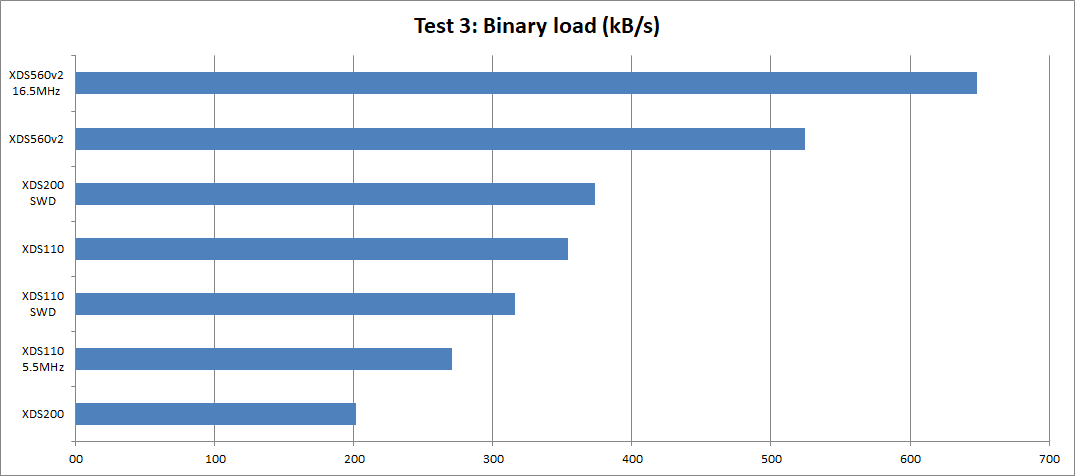 Test 3: Binary load (kB/s)
XDS560v2
16.5MHz
XDS560v2
XDS200
SWD
XDS110
XDS110
SWD
XDS110
5.5MHz
XDS200
00 100 200 300 400 500 600 700